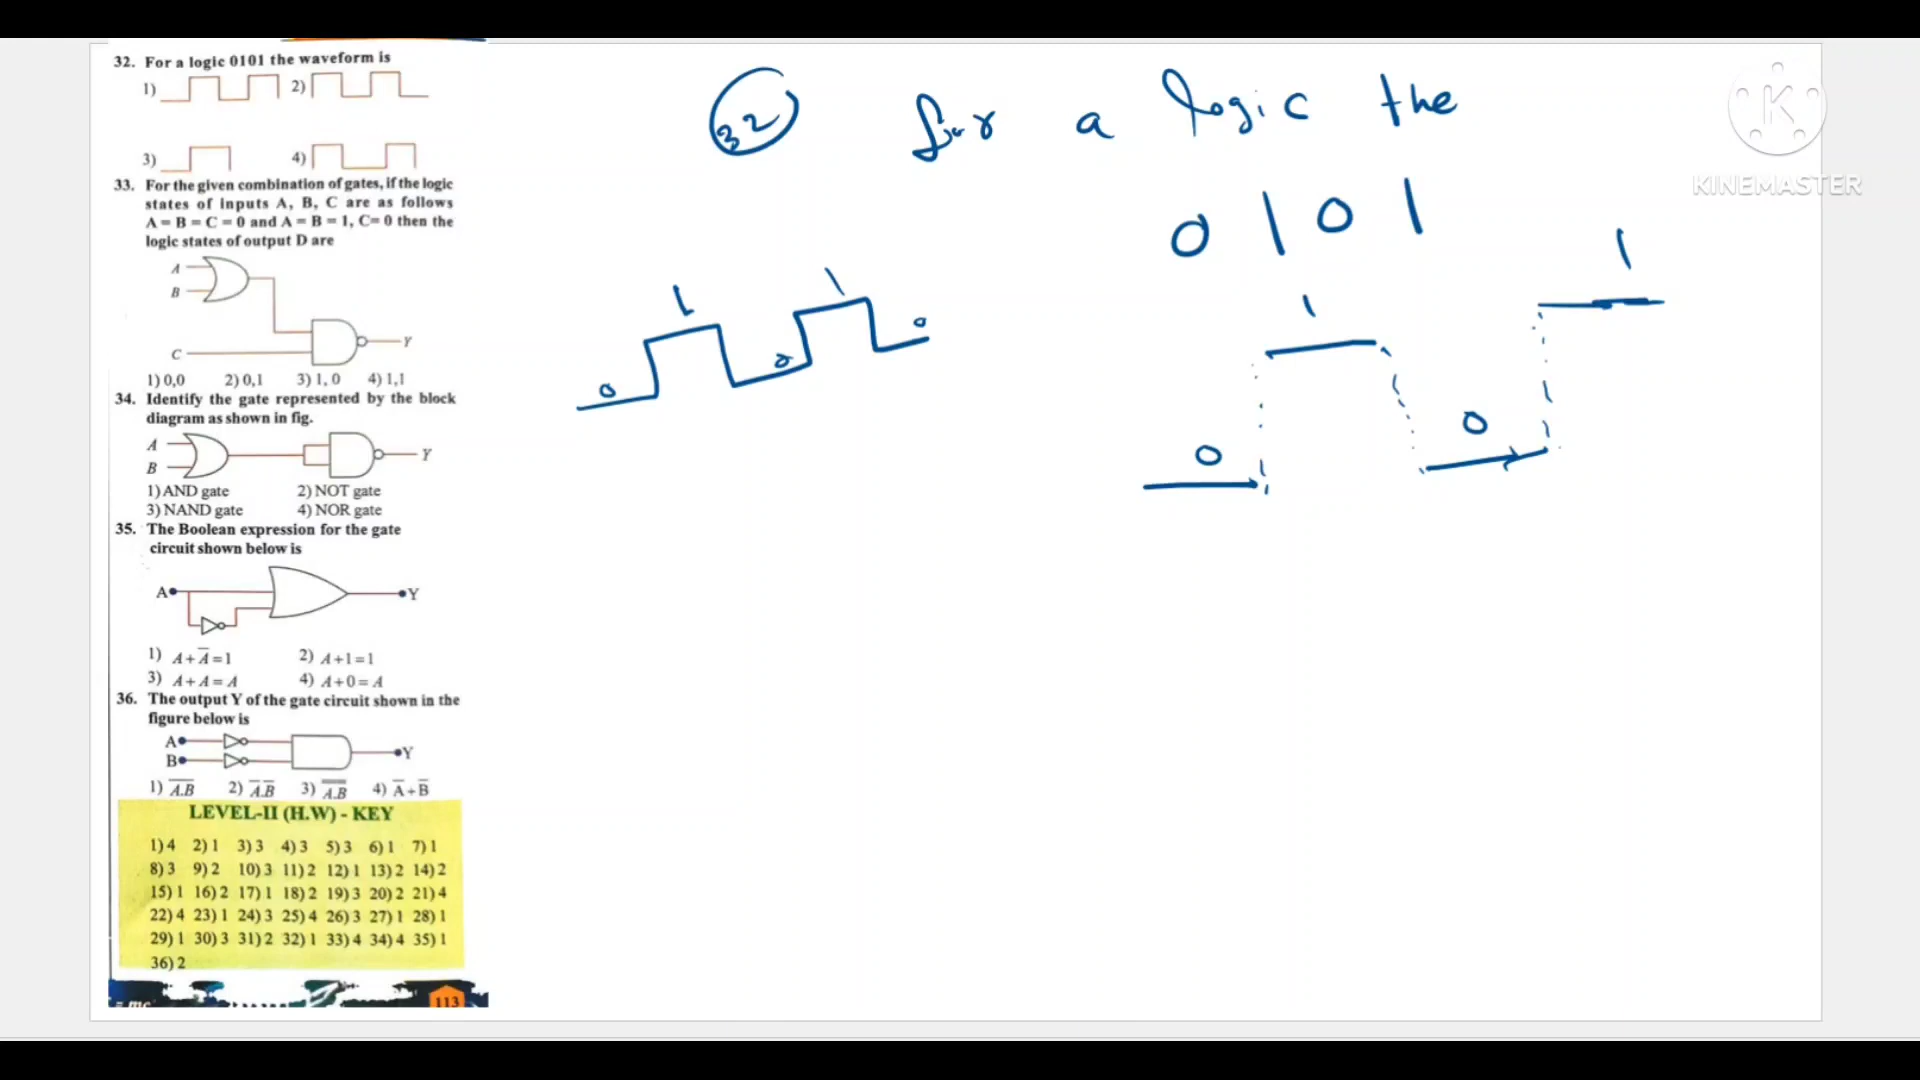 32. For a logic 0101 the waveform is
1) 2)
3) 4)
33. For the given combination of gates, if the logic
states of inputs A, B, C are as follows
A = B = C = 0 and A = B = 1, C= 0 then the
logic states of output D are
A
B
C
Y
1) 0,0 2) 0,1 3) 1, 0 4) 1,1
34. Identify the gate represented by the block
diagram as shown in fig.
A
B
Y
1) AND gate 2) NOT gate
3) NAND gate 4) NOR gate
35. The Boolean expression for the gate
circuit shown below is
A
Y
1) A+A̅=1 2) A+1=1
3) A+A=A 4) A+0=A
36. The output Y of the gate circuit shown in the
figure below is
A
B
Y
1) A̅.̅B̅ 2) A̅.B̅ 3) A̿.̿B̿ 4) A̅+B̅
LEVEL-II (H.W) - KEY
1) 4 2) 1 3) 3 4) 3 5) 3 6) 1 7) 1
8) 3 9) 2 10) 3 11) 2 12) 1 13) 2 14) 2
15) 1 16) 2 17) 1 18) 2 19) 3 20) 2 21) 4
22) 4 23) 1 24) 3 25) 4 26) 3 27) 1 28) 1
29) 1 30) 3 31) 2 32) 1 33) 4 34) 4 35) 1
36) 2
113
32 for a logic the
0 1 0 1
0 1 0 1 0
0 1 0 1
KINEMASTER